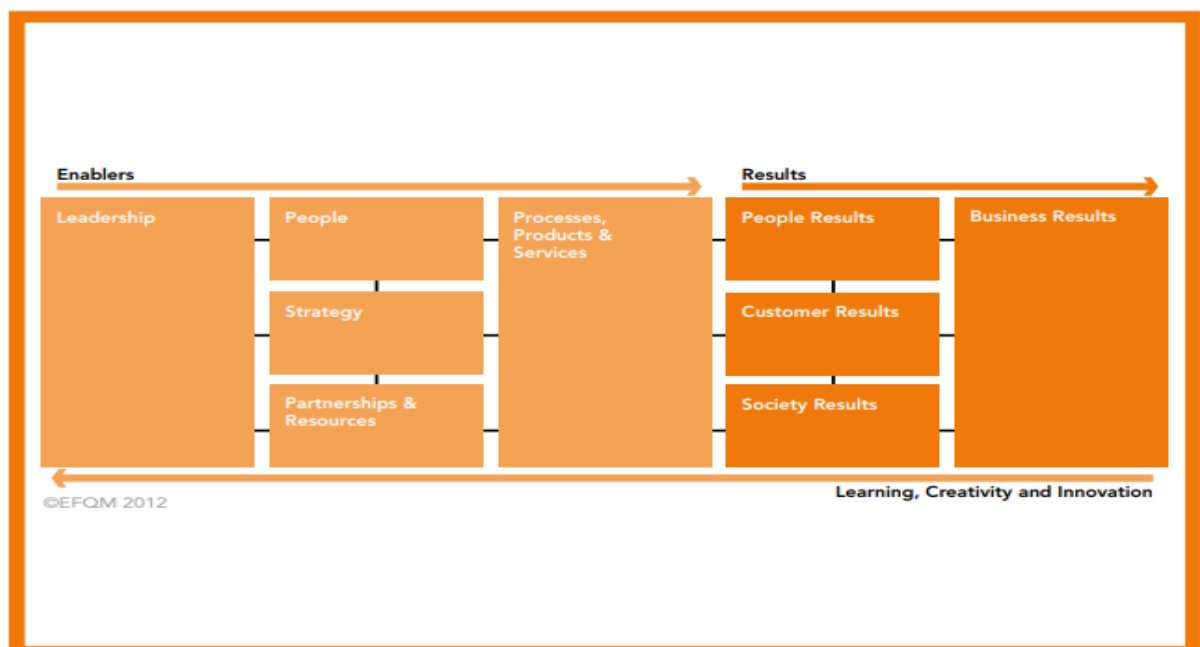 Enablers
Results
Leadership
People
Processes,
Products &
Services
People Results
Business Results
Strategy
Customer Results
Partnerships &
Resources
Society Results
Learning, Creativity and Innovation
©EFQM 2012